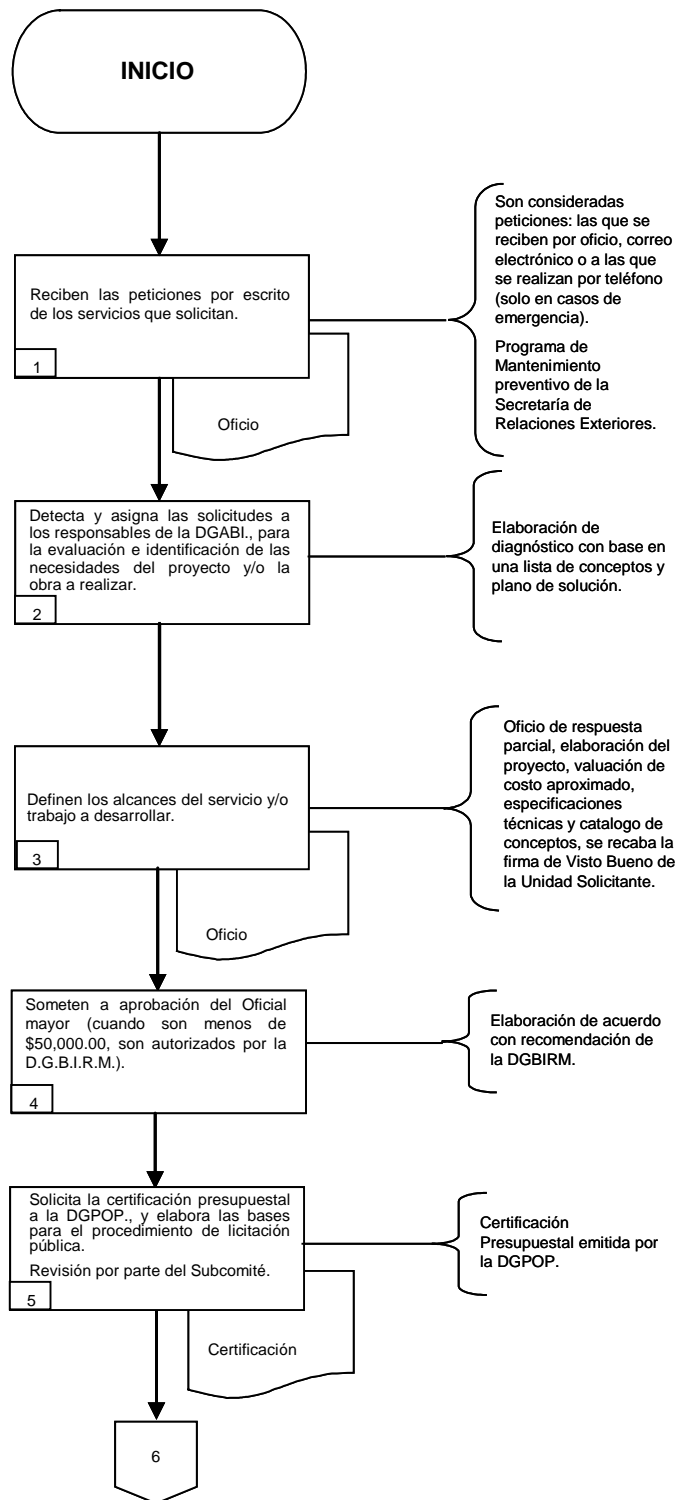 INICIO
Reciben las peticiones por escrito
de los servicios que solicitan.
1
Oficio
Son consideradas
peticiones: las que se
reciben por oficio, correo
electrónico o a las que
se realizan por teléfono
(solo en casos de
emergencia).
Programa de
Mantenimiento
preventivo de la
Secretaría de
Relaciones Exteriores.
Detecta y asigna las solicitudes a
los responsables de la DGABI., para
la evaluación e identificación de las
necesidades del proyecto y/o la
obra a realizar.
2
Elaboración de
diagnóstico con base en
una lista de conceptos y
plano de solución.
Definen los alcances del servicio y/o
trabajo a desarrollar.
3
Oficio
Oficio de respuesta
parcial, elaboración del
proyecto, valuación de
costo aproximado,
especificaciones
técnicas y catalogo de
conceptos, se recaba la
firma de Visto Bueno de
la Unidad Solicitante.
Someten a aprobación del Oficial
mayor (cuando son menos de
$50,000.00, son autorizados por la
D.G.B.I.R.M.).
4
Elaboración de acuerdo
con recomendación de
la DGBIRM.
Solicita la certificación presupuestal
a la DGPOP., y elabora las bases
para el procedimiento de licitación
pública.
Revisión por parte del Subcomité.
5
Certificación
Certificación
Presupuestal emitida por
la DGPOP.
6